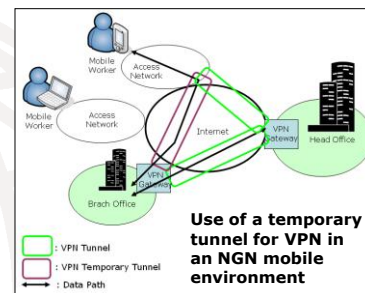 Mobile
Worker
Access
Network
Mobile
Worker
Access
Network
Internet
VPN
Gateway
Head Office
VPN
Gateway
Brach Office
Use of a temporary
tunnel for VPN in
an NGN mobile
environment
: VPN Tunnel
: VPN Temporary Tunnel
: Data Path